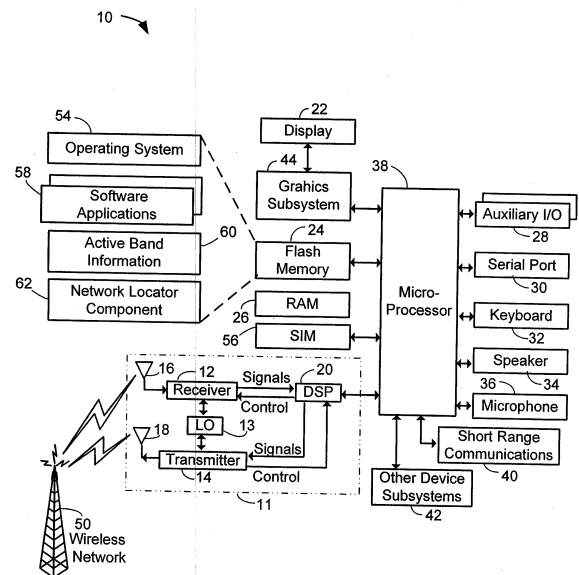 10
54
Operating System
58
Software
Applications
60
Active Band
Information
62
Network Locator
Component
22
Display
44
Grahics
Subsystem
24
Flash
Memory
RAM
26
SIM
56
38
Micro-
Processor
Auxiliary I/O
28
Serial Port
30
Keyboard
32
Speaker
34
36
Microphone
Short Range
Communications
40
Other Device
Subsystems
42
16
12
Receiver
Signals
Control
20
DSP
18
LO
13
Signals
Transmitter
14
Control
11
50
Wireless
Network